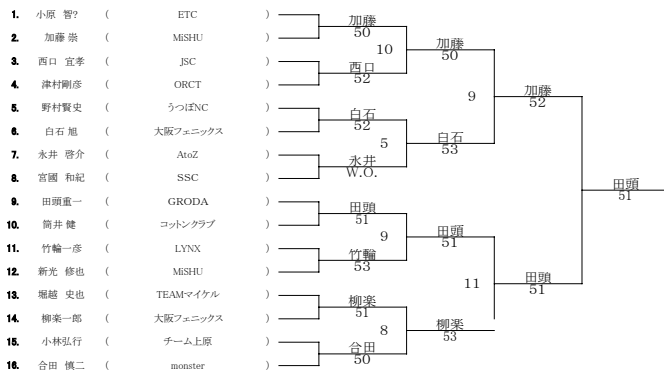 1. 小原 智? ( ETC )
2. 加藤 崇 ( MiSHU )
3. 西口 宜孝 ( JSC )
4. 津村剛彦 ( ORCT )
5. 野村賢史 ( うつぼNC )
6. 白石 旭 ( 大阪フェニックス )
7. 永井 啓介 ( AtoZ )
8. 宮國 和紀 ( SSC )
9. 田頭重一 ( GRODA )
10. 筒井 健 ( コットンクラブ )
11. 竹輪一彦 ( LYNX )
12. 新光 修也 ( MiSHU )
13. 堀越 史也 ( TEAMマイケル )
14. 柳楽一郎 ( 大阪フェニックス )
15. 小林弘行 ( チーム上原 )
16. 合田 慎二 ( monster )
加藤
50
10
西口
52
白石
52
5
永井
W.O.
田頭
51
9
竹輪
53
柳楽
51
8
合田
50
加藤
50
9
白石
53
田頭
51
11
柳楽
53
加藤
52
田頭
51
田頭
51